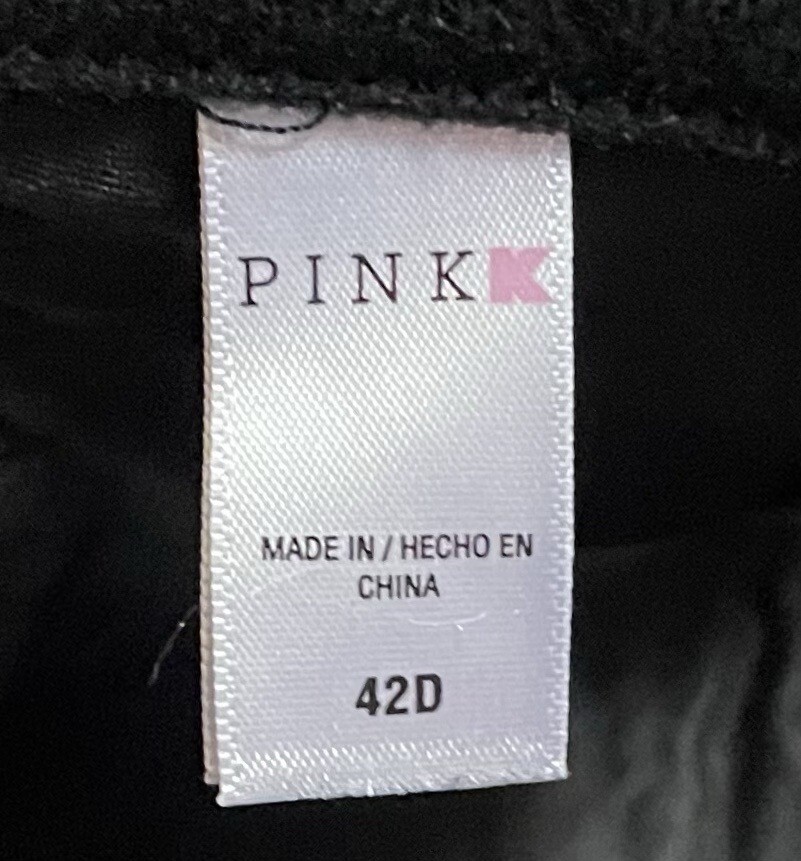 PINK K
MADE IN / HECHO EN
CHINA
42D